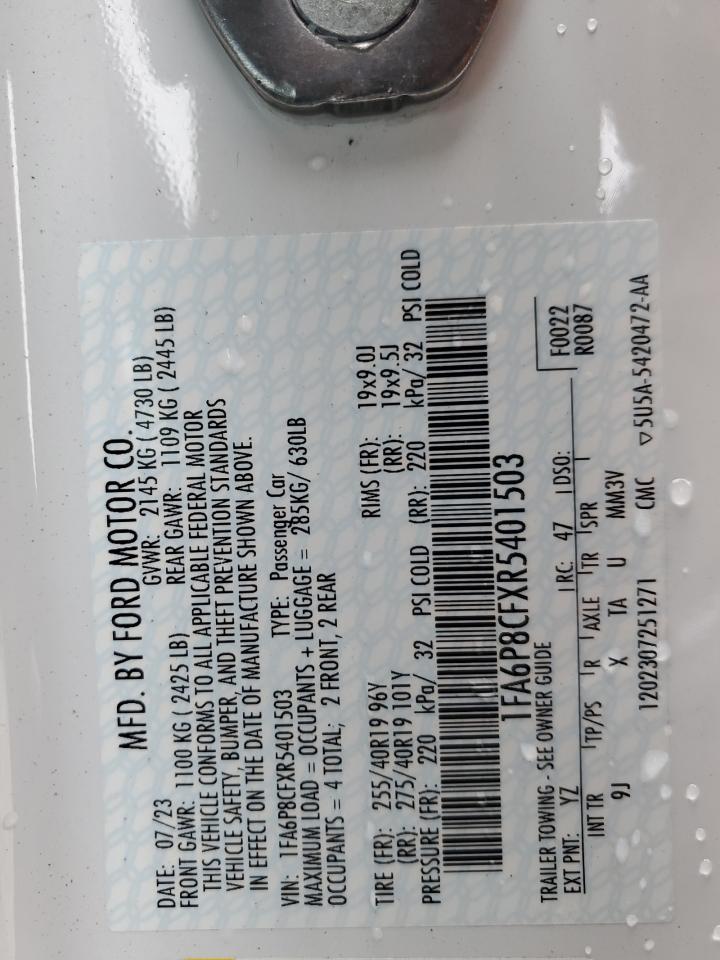 MFD. BY FORD MOTOR CO.
DATE: 07/23 GVWR: 2145 KG ( 4730 LB)
FRONT GAWR: 1100 KG ( 2425 LB) REAR GAWR: 1109 KG ( 2445 LB)
THIS VEHICLE CONFORMS TO ALL APPLICABLE FEDERAL MOTOR
VEHICLE SAFETY, BUMPER, AND THEFT PREVENTION STANDARDS
IN EFFECT ON THE DATE OF MANUFACTURE SHOWN ABOVE.
VIN: 1FA6P8CFXR5401503 TYPE: Passenger Car
MAXIMUM LOAD = OCCUPANTS + LUGGAGE = 285KG/ 630LB
OCCUPANTS = 4 TOTAL; 2 FRONT, 2 REAR
TIRE (FR): 255/40R19 96Y RIMS (FR): 19x9.0J
(RR): 275/40R19 101Y (RR): 19x9.5J
PRESSURE (FR): 220 kPa/ 32 PSI COLD (RR): 220 kPa/ 32 PSI COLD
1FA6P8CFXR5401503
TRAILER TOWING - SEE OWNER GUIDE F0022
EXT PNT: YZ RC: 47 DSO: R0087
INT TR TP/PS R AXLE TR SPR
9J X TA U MM3V
1202307251271 CMC ▽5U5A-5420472-AA